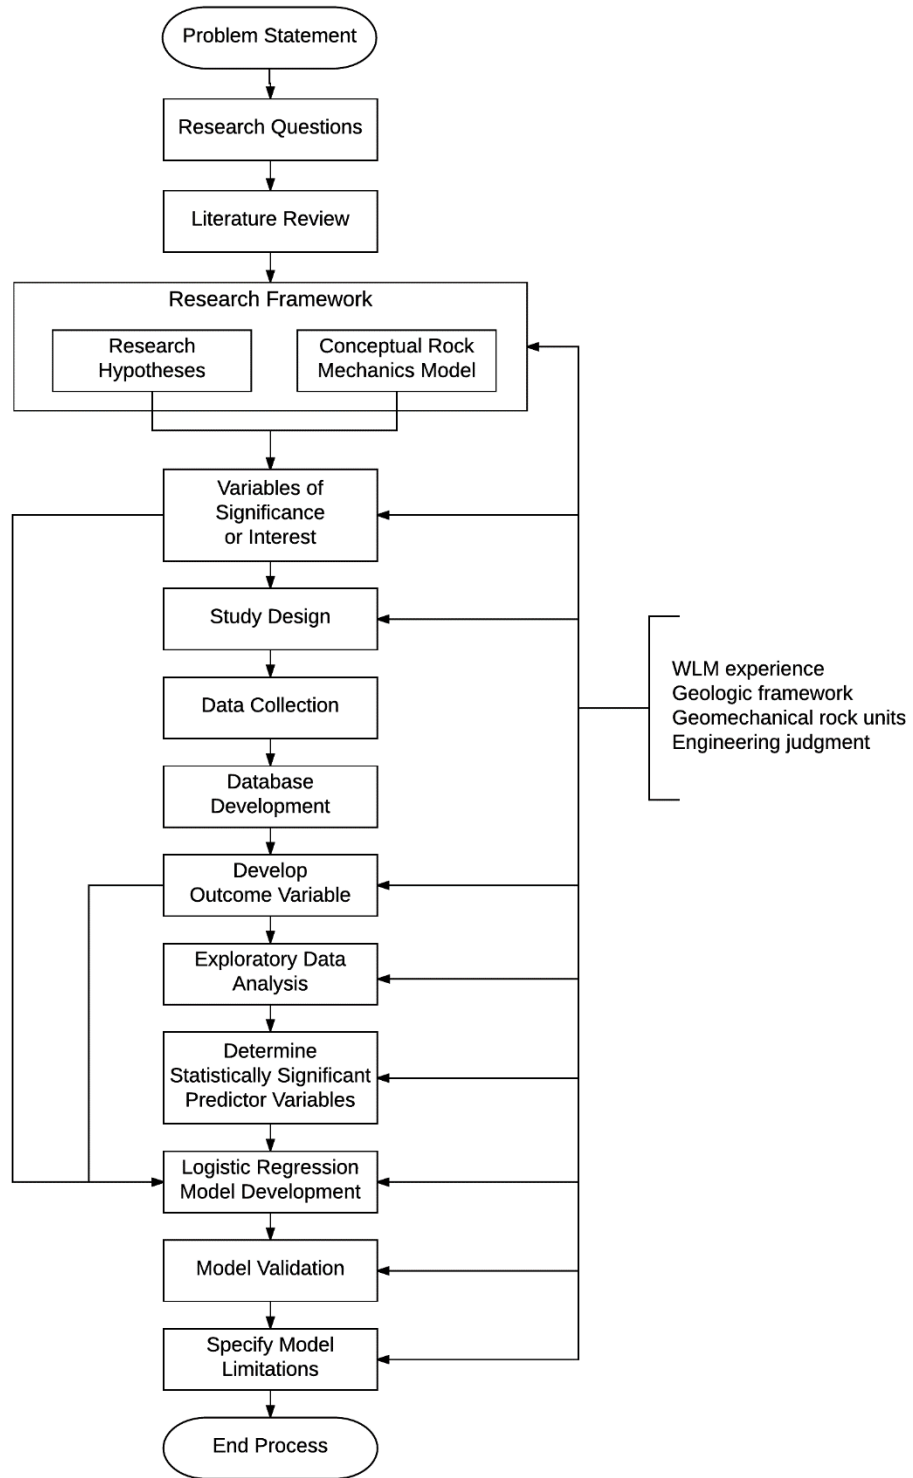 Problem Statement
Research Questions
Literature Review
Research Framework
Research
Hypotheses
Conceptual Rock
Mechanics Model
Variables of
Significance
or Interest
Study Design
Data Collection
Database
Development
Develop
Outcome Variable
Exploratory Data
Analysis
Determine
Statistically Significant
Predictor Variables
Logistic Regression
Model Development
Model Validation
Specify Model
Limitations
End Process
WLM experience
Geologic framework
Geomechanical rock units
Engineering judgment